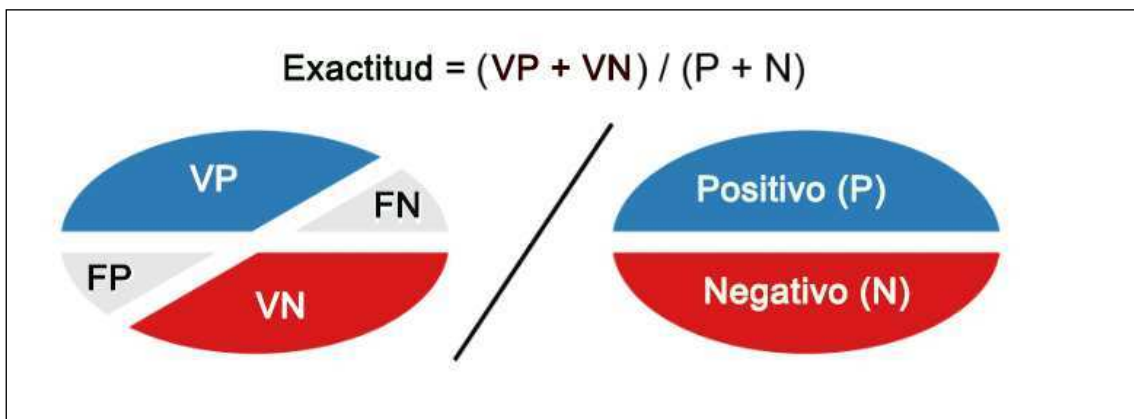 Exactitud = (VP + VN) / (P + N)
VP
FN
FP
VN
Positivo (P)
Negativo (N)